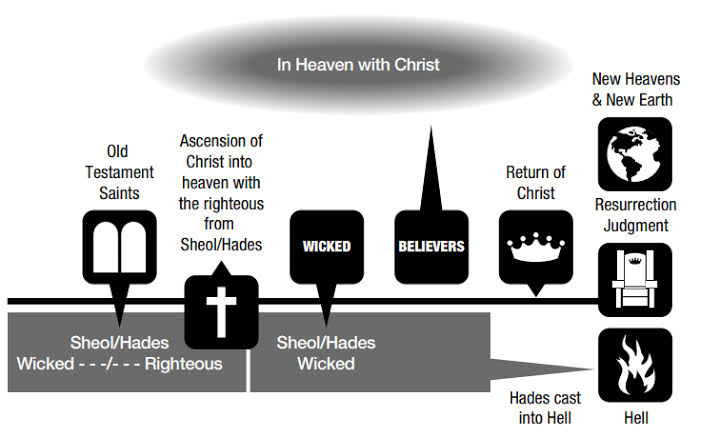 In Heaven with Christ
New Heavens
& New Earth
Old
Testament
Saints
Ascension of
Christ into
heaven with
the righteous
from
Sheol/Hades
WICKED
BELIEVERS
Return of
Christ
Resurrection
Judgment
Sheol/Hades
Wicked - - -/- - - Righteous
Sheol/Hades
Wicked
Hades cast
into Hell
Hell